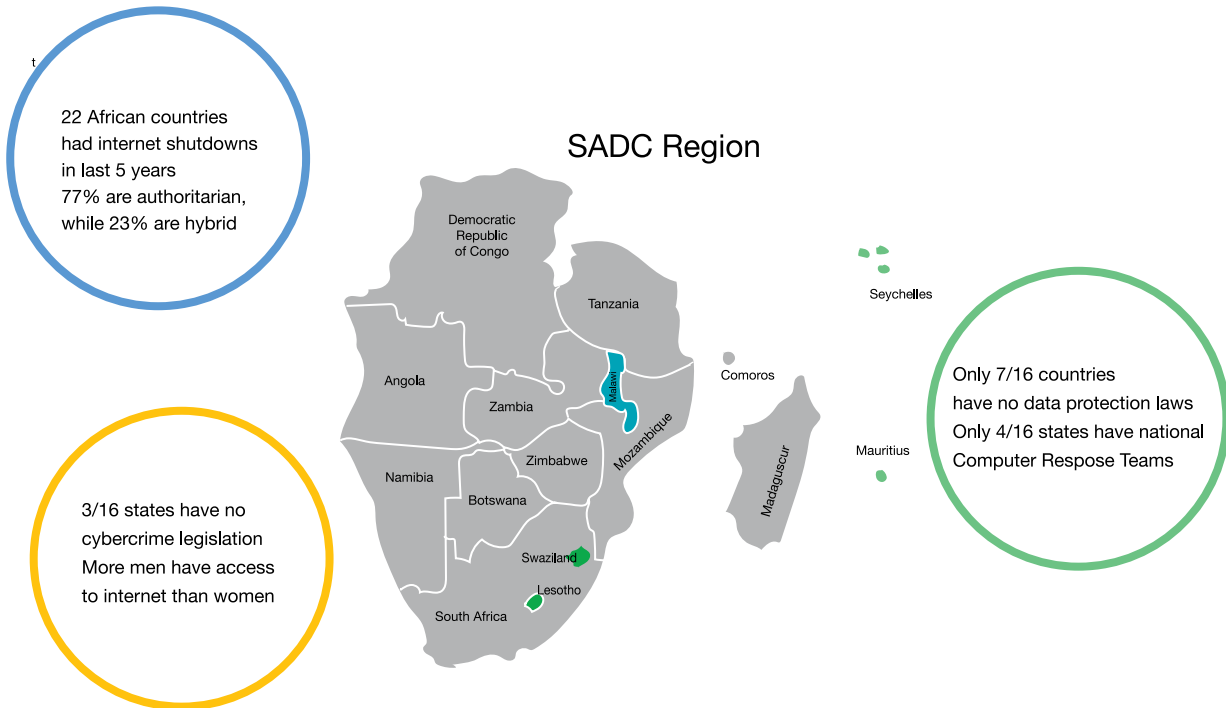 t
22 African countries
had internet shutdowns
in last 5 years
77% are authoritarian,
while 23% are hybrid
SADC Region
Democratic
Republic
of Congo
Tanzania
Seychelles
Comoros
Angola
Malawi
Zambia
Mozambique
Madaguscur
Mauritius
Zimbabwe
Namibia
Botswana
Swaziland
Lesotho
South Africa
Only 7/16 countries
have no data protection laws
Only 4/16 states have national
Computer Respose Teams
3/16 states have no
cybercrime legislation
More men have access
to internet than women